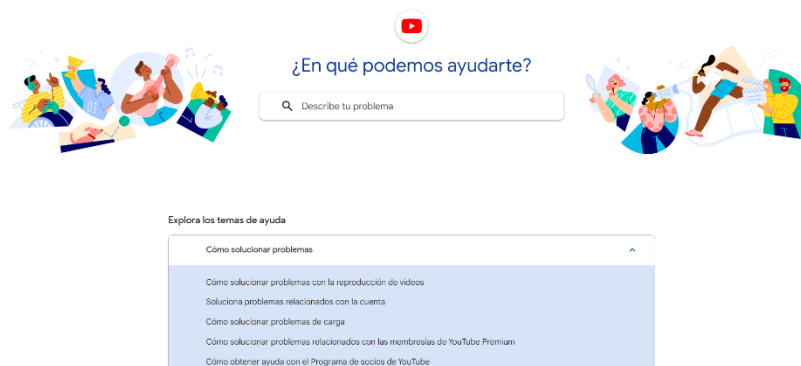 ¿En qué podemos ayudarte?
Describe tu problema
Explora los temas de ayuda
Cómo solucionar problemas
Cómo solucionar problemas con la reproducción de videos
Soluciona problemas relacionados con la cuenta
Cómo solucionar problemas de carga
Cómo solucionar problemas relacionados con las membresías de YouTube Premium
Cómo obtener ayuda con el Programa de socios de YouTube